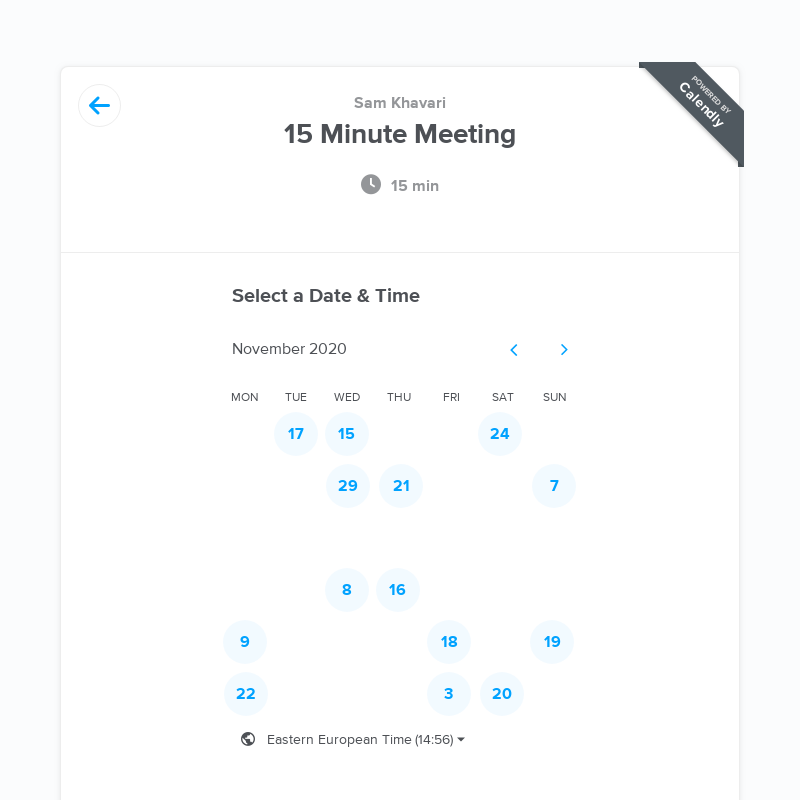 POWERED BY
Calendly
Sam Khavari
15 Minute Meeting
15 min
Select a Date & Time
November 2020
MON TUE WED THU FRI SAT SUN
17 15 24
29 21 7
8 16
9 18 19
22 3 20
Eastern European Time (14:56)